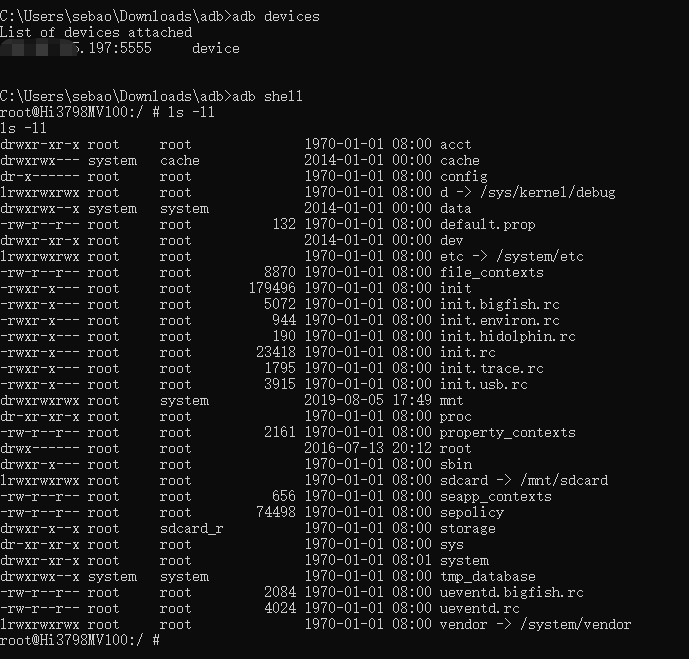 C:\Users\sebao\Downloads\adb>adb devices
List of devices attached
5.197:5555     device
C:\Users\sebao\Downloads\adb>adb shell
root@Hi3798MV100:/ # ls -ll
ls -ll
drwxr-xr-x root     root              1970-01-01 08:00 acct
drwxrwx--- system   cache             2014-01-01 00:00 cache
dr-x------ root     root              1970-01-01 08:00 config
lrwxrwxrwx root     root              1970-01-01 08:00 d -> /sys/kernel/debug
drwxrwx--x system   system            2014-01-01 00:00 data
-rw-r--r-- root     root          132 1970-01-01 08:00 default.prop
drwxr-xr-x root     root              2014-01-01 00:00 dev
lrwxrwxrwx root     root              1970-01-01 08:00 etc -> /system/etc
-rw-r--r-- root     root         8870 1970-01-01 08:00 file_contexts
-rwxr-x--- root     root       179496 1970-01-01 08:00 init
-rwxr-x--- root     root         5072 1970-01-01 08:00 init.bigfish.rc
-rwxr-x--- root     root          944 1970-01-01 08:00 init.environ.rc
-rwxr-x--- root     root          190 1970-01-01 08:00 init.hidolphin.rc
-rwxr-x--- root     root        23418 1970-01-01 08:00 init.rc
-rwxr-x--- root     root         1795 1970-01-01 08:00 init.trace.rc
-rwxr-x--- root     root         3915 1970-01-01 08:00 init.usb.rc
drwxrwxrwx root     system            2019-08-05 17:49 mnt
dr-xr-xr-x root     root              1970-01-01 08:00 proc
-rw-r--r-- root     root         2161 1970-01-01 08:00 property_contexts
drwx------ root     root              2016-07-13 20:12 root
drwxr-x--- root     root              1970-01-01 08:00 sbin
lrwxrwxrwx root     root              1970-01-01 08:00 sdcard -> /mnt/sdcard
-rw-r--r-- root     root          656 1970-01-01 08:00 seapp_contexts
-rw-r--r-- root     root        74498 1970-01-01 08:00 sepolicy
drwxr-x--x root     sdcard_r          1970-01-01 08:00 storage
dr-xr-xr-x root     root              1970-01-01 08:00 sys
drwxr-xr-x root     root              1970-01-01 08:01 system
drwxrwx--x system   system            1970-01-01 08:00 tmp_database
-rw-r--r-- root     root         2084 1970-01-01 08:00 ueventd.bigfish.rc
-rw-r--r-- root     root         4024 1970-01-01 08:00 ueventd.rc
lrwxrwxrwx root     root              1970-01-01 08:00 vendor -> /system/vendor
root@Hi3798MV100:/ #